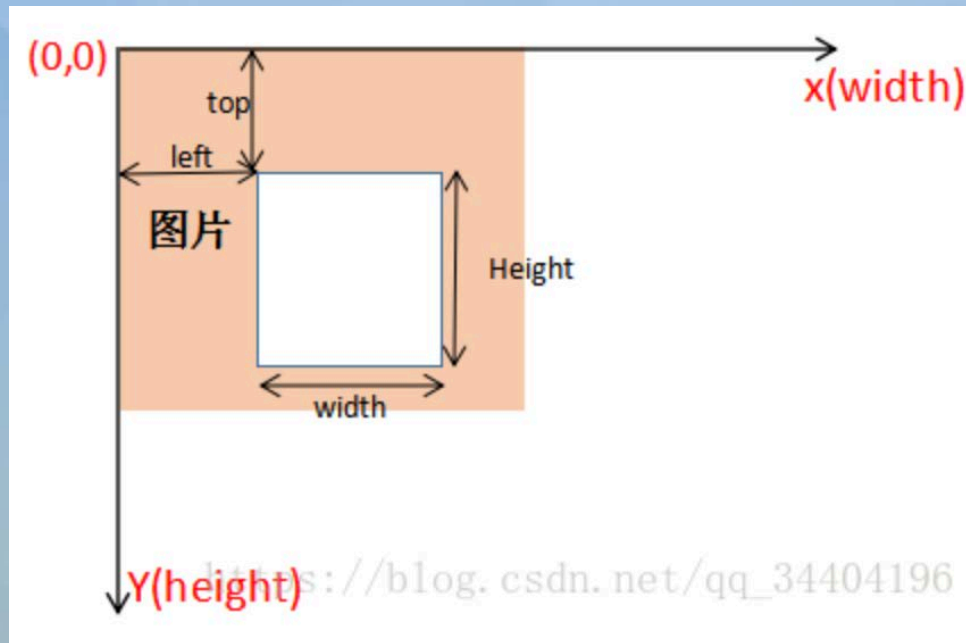 (0,0)
x(width)
top
left
图片
Height
width
Y(height)
https://blog.csdn.net/qq_34404196